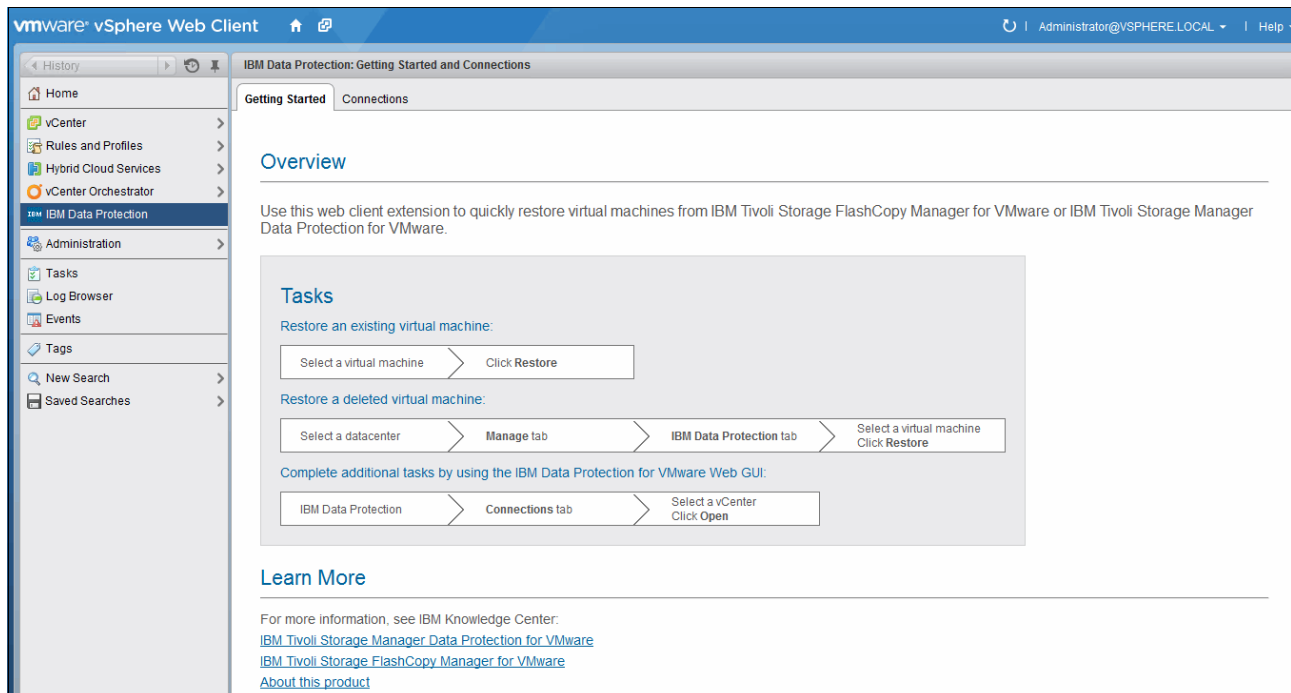 vmware® vSphere Web Client
Administrator@VSPHERE.LOCAL
Help
History
Home
vCenter
Rules and Profiles
Hybrid Cloud Services
vCenter Orchestrator
IBM IBM Data Protection
Administration
Tasks
Log Browser
Events
Tags
New Search
Saved Searches
IBM Data Protection: Getting Started and Connections
Getting Started Connections
Overview
Use this web client extension to quickly restore virtual machines from IBM Tivoli Storage FlashCopy Manager for VMware or IBM Tivoli Storage Manager
Data Protection for VMware.
Tasks
Restore an existing virtual machine:
Select a virtual machine Click Restore
Restore a deleted virtual machine:
Select a datacenter Manage tab IBM Data Protection tab Select a virtual machine
Click Restore
Complete additional tasks by using the IBM Data Protection for VMware Web GUI:
IBM Data Protection Connections tab Select a vCenter
Click Open
Learn More
For more information, see IBM Knowledge Center:
IBM Tivoli Storage Manager Data Protection for VMware
IBM Tivoli Storage FlashCopy Manager for VMware
About this product